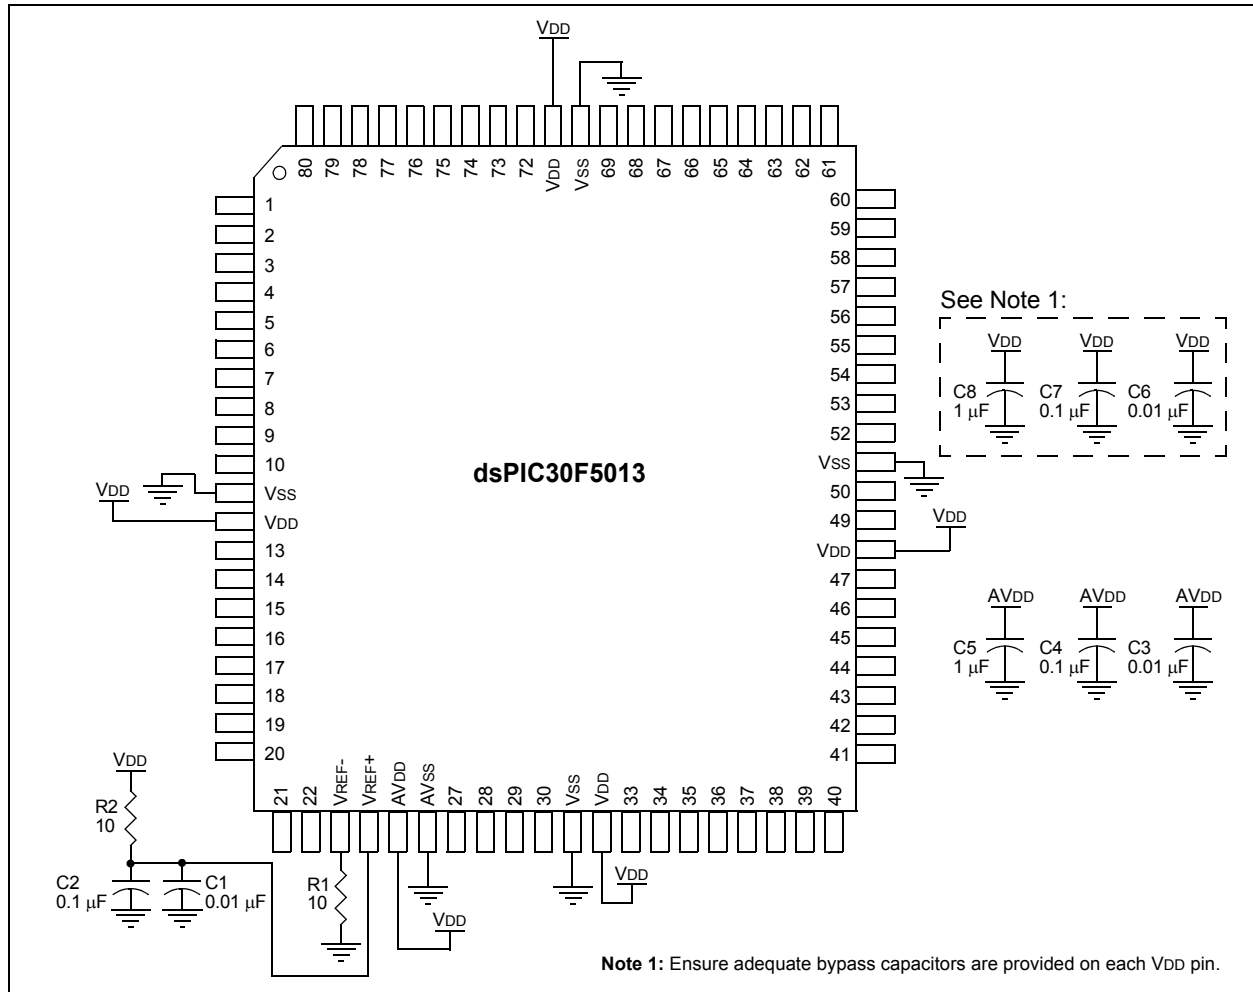 VDD
80 79 78 77 76 75 74 73 72 VDD VSS 69 68 67 66 65 64 63 62 61
1
2
3
4
5
6
7
8
9
10
VSS
VDD
VDD
13
14
15
16
17
18
19
20
dsPIC30F5013
60
59
58
57
56
55
54
53
52
VSS
50
49
VDD
VDD
47
46
45
44
43
42
41
21 22 VREF- VREF+ AVDD AVSS 27 28 29 30 VSS VDD 33 34 35 36 37 38 39 40
See Note 1:
VDD VDD VDD
C8 C7 C6
1 µF 0.1 µF 0.01 µF
AVDD AVDD AVDD
C5 C4 C3
1 µF 0.1 µF 0.01 µF
VDD
R2
10
C2 C1
0.1 µF 0.01 µF
R1
10
VDD
VDD
Note 1: Ensure adequate bypass capacitors are provided on each VDD pin.